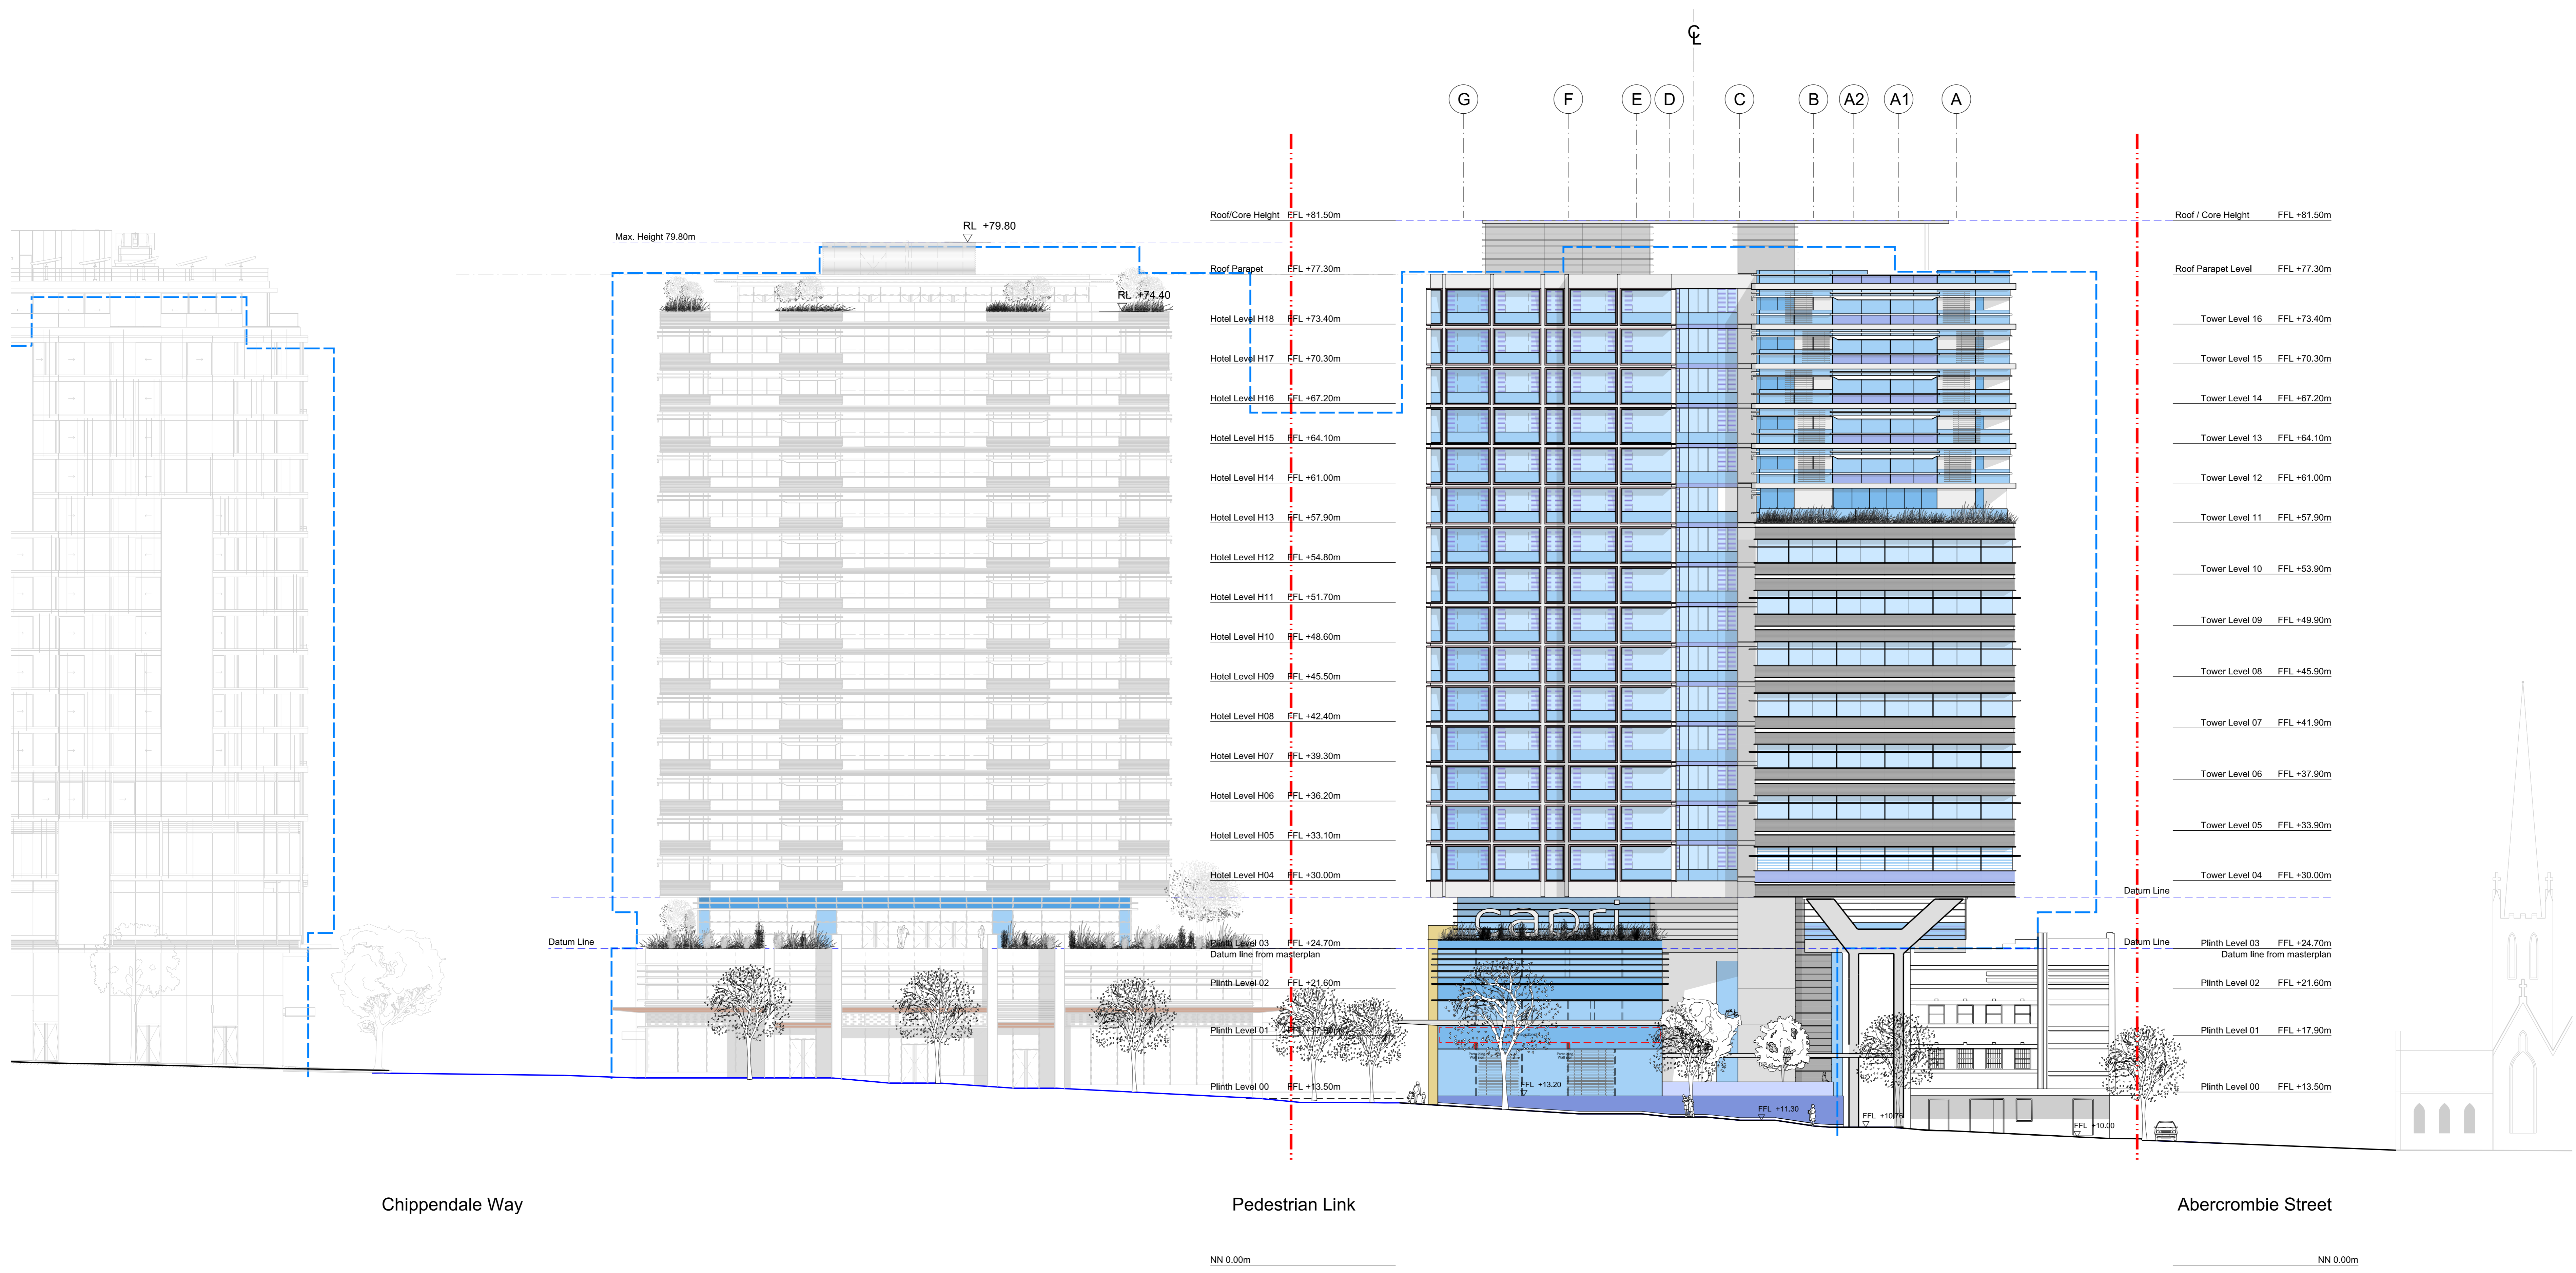 CL
G F E D C B A2 A1 A
RL +79.80
Max. Height 79.80m
RL +74.40
Roof/Core Height FFL +81.50m
Roof Parapet FFL +77.30m
Hotel Level H18 FFL +73.40m
Hotel Level H17 FFL +70.30m
Hotel Level H16 FFL +67.20m
Hotel Level H15 FFL +64.10m
Hotel Level H14 FFL +61.00m
Hotel Level H13 FFL +57.90m
Hotel Level H12 FFL +54.80m
Hotel Level H11 FFL +51.70m
Hotel Level H10 FFL +48.60m
Hotel Level H09 FFL +45.50m
Hotel Level H08 FFL +42.40m
Hotel Level H07 FFL +39.30m
Hotel Level H06 FFL +36.20m
Hotel Level H05 FFL +33.10m
Hotel Level H04 FFL +30.00m
Datum Line
Plinth Level 03 FFL +24.70m
Datum line from masterplan
Plinth Level 02 FFL +21.60m
Plinth Level 01 FFL +17.90m
Plinth Level 00 FFL +13.50m
capri
FFL +13.20
FFL +11.30
FFL +10.76
FFL +10.00
Roof / Core Height FFL +81.50m
Roof Parapet Level FFL +77.30m
Tower Level 16 FFL +73.40m
Tower Level 15 FFL +70.30m
Tower Level 14 FFL +67.20m
Tower Level 13 FFL +64.10m
Tower Level 12 FFL +61.00m
Tower Level 11 FFL +57.90m
Tower Level 10 FFL +53.90m
Tower Level 09 FFL +49.90m
Tower Level 08 FFL +45.90m
Tower Level 07 FFL +41.90m
Tower Level 06 FFL +37.90m
Tower Level 05 FFL +33.90m
Tower Level 04 FFL +30.00m
Datum Line
Datum Line
Plinth Level 03 FFL +24.70m
Datum line from masterplan
Plinth Level 02 FFL +21.60m
Plinth Level 01 FFL +17.90m
Plinth Level 00 FFL +13.50m
Chippendale Way
Pedestrian Link
Abercrombie Street
NN 0.00m
NN 0.00m